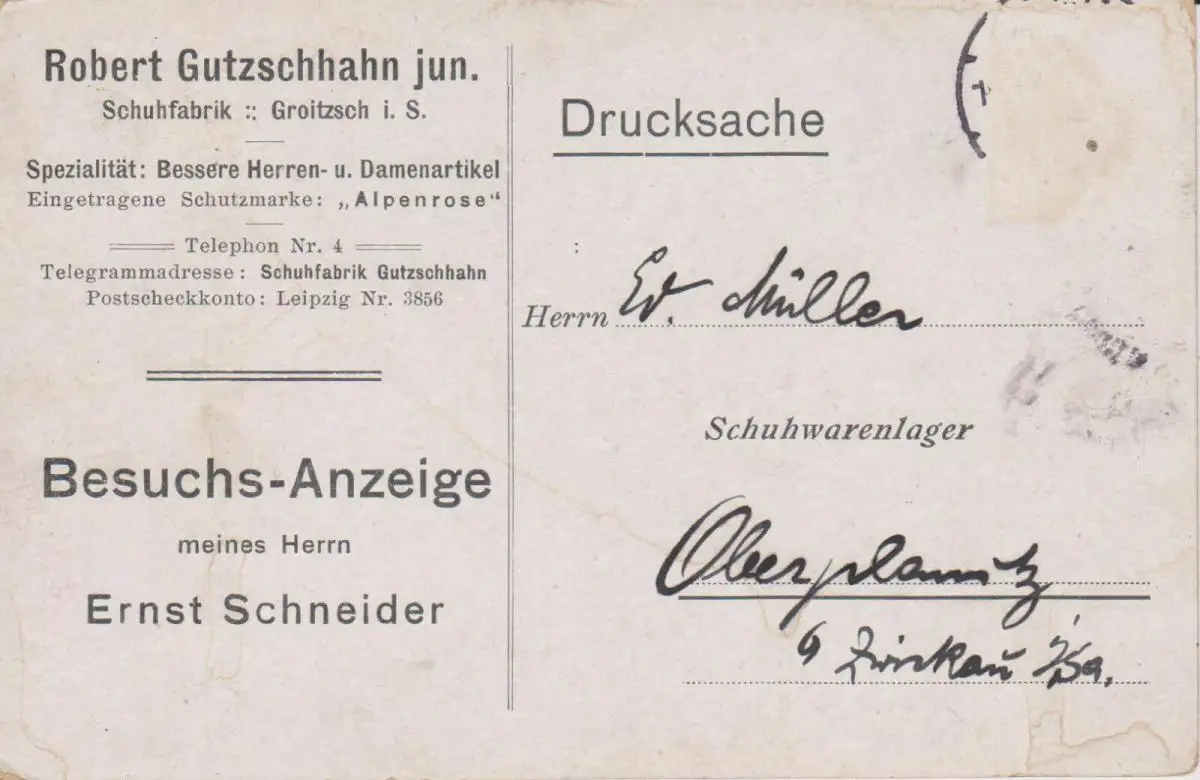 Robert Gutzschhahn jun.
Schuhfabrik :: Groitzsch i. S.
Spezialität: Bessere Herren- u. Damenartikel
Eingetragene Schutzmarke: „Alpenrose“
Telephon Nr. 4
Telegrammadresse: Schuhfabrik Gutzschhahn
Postscheckkonto: Leipzig Nr. 3856
Besuchs-Anzeige
meines Herrn
Ernst Schneider
Drucksache
Herrn Ed. Müller
Schuhwarenlager
Oberplanitz
Zwickau i/Sa.